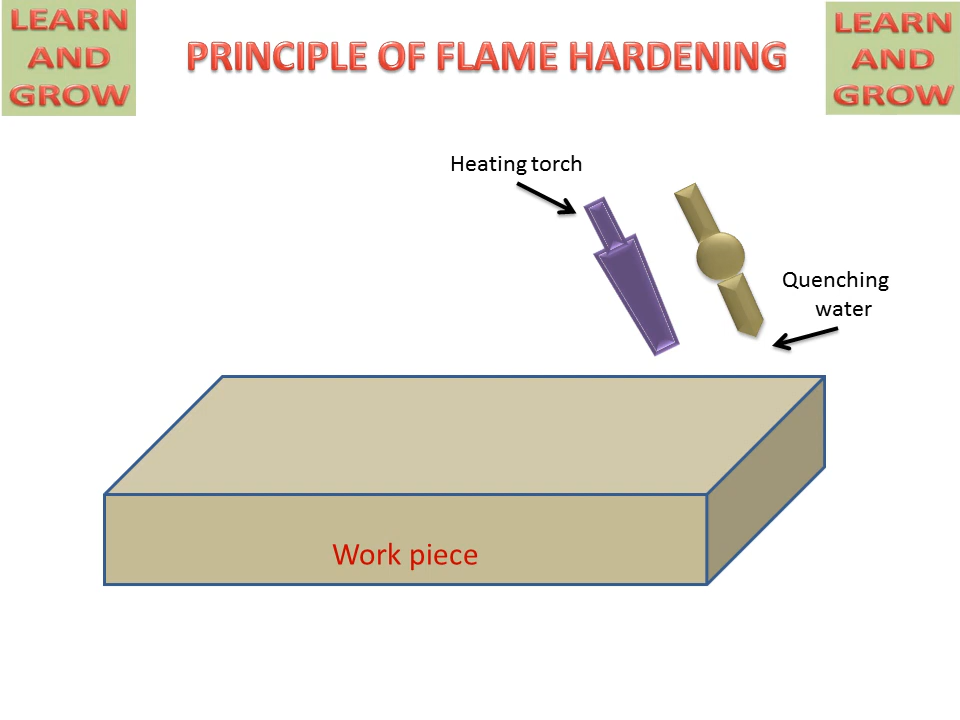 LEARN
AND
GROW
PRINCIPLE OF FLAME HARDENING
LEARN
AND
GROW
Heating torch
Quenching
water
Work piece